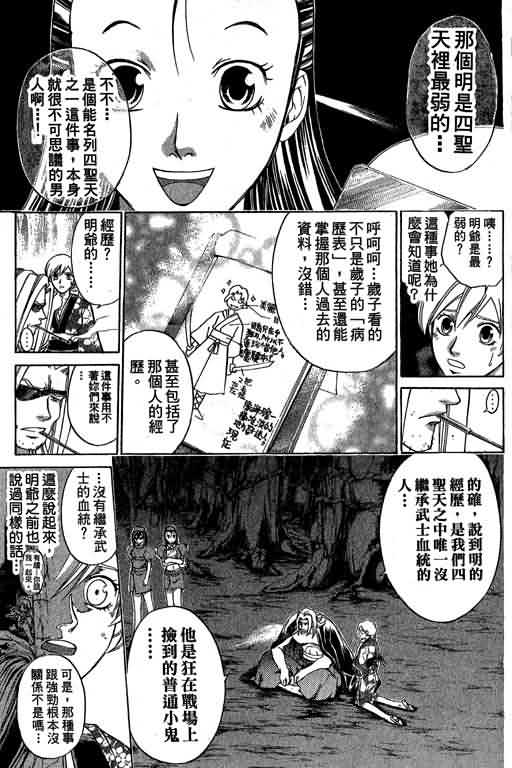 那個明是四聖
天裡最弱的…
不不…
是個能名列四聖天
之一這件事，本身
就很不可思議的男
人啊…！
咦……？
明爺是最
弱的？
這種事她為什
麼會知道呢？
呼呵呵…歲子看的
不只是歲子的「病
歷表」，甚至還能
掌握那個人過去的
資料，沒錯…
甚至包括了
那個人的經
歷。
經歷？
明爺的…
這件事用不
著妳們來說
的確，說到明的
經歷，是我們四
聖天之中唯一沒
繼承武士血統的
人…
他是狂在戰場上
撿到的普通小鬼
……
…沒有繼承武
士的血統？
這麼說起來，
明爺之前也
說過同樣的話…
可是，那種事
跟強勁根本沒
關係不是嗎…